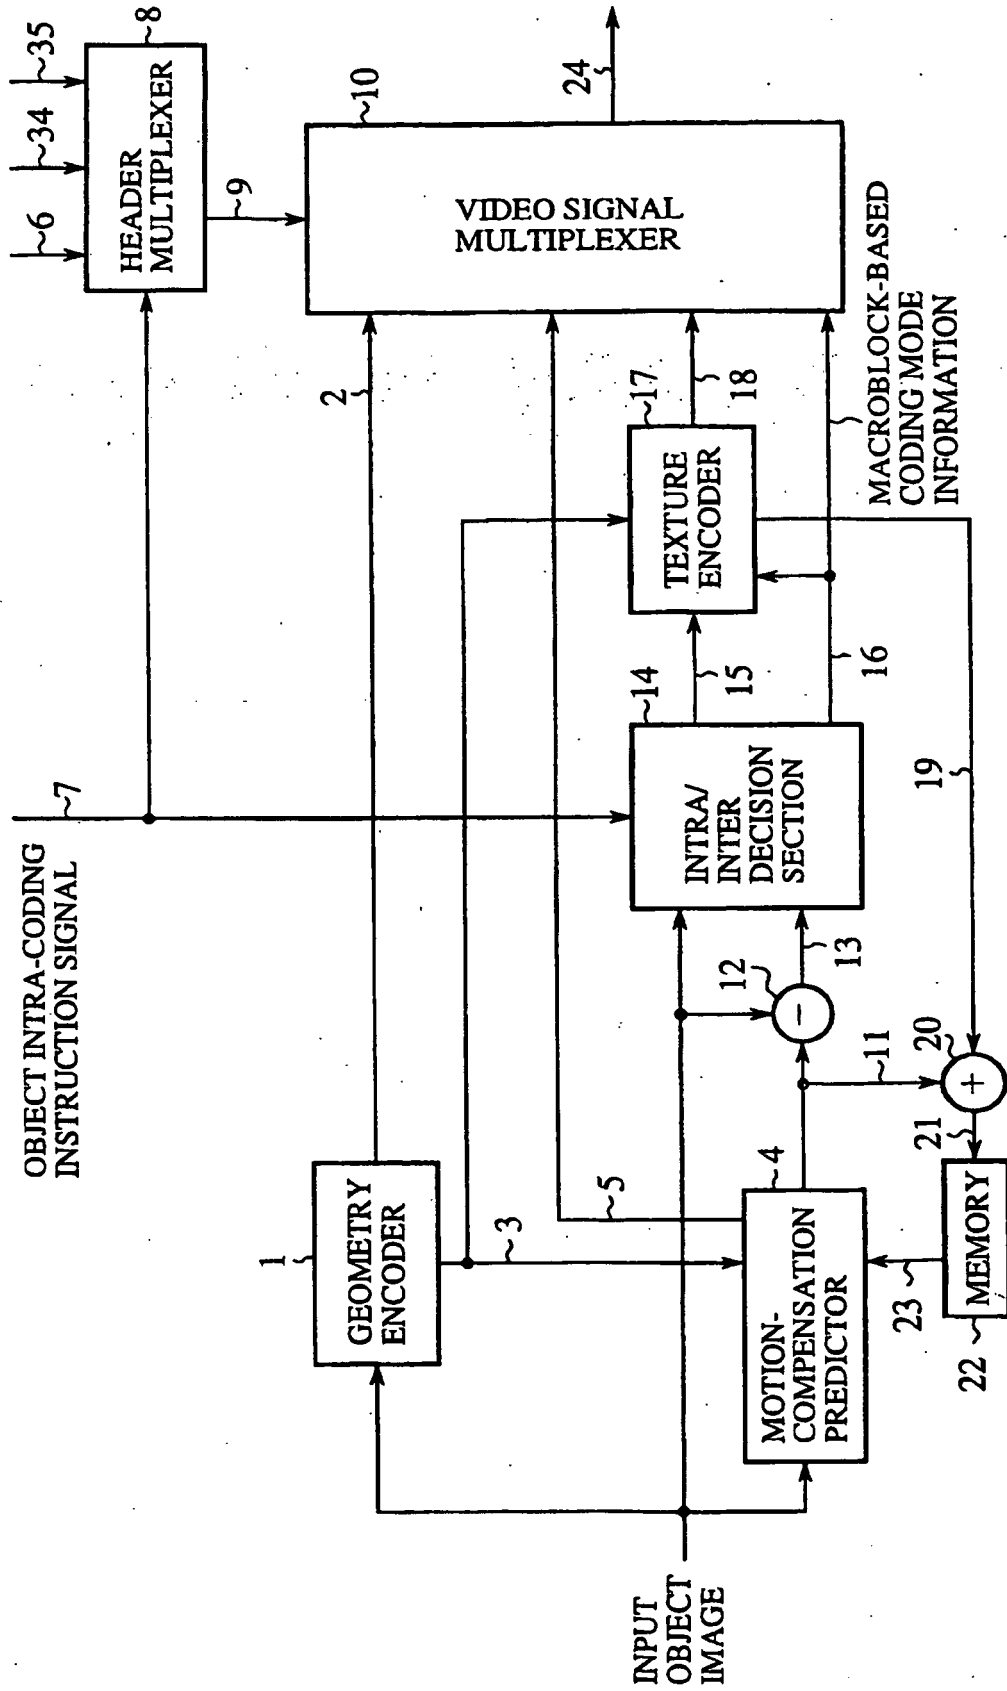 OBJECT INTRA-CODING
INSTRUCTION SIGNAL
7
6
34
35
HEADER
MULTIPLEXER
8
9
10
VIDEO SIGNAL
MULTIPLEXER
24
1
GEOMETRY
ENCODER
2
3
5
INPUT
OBJECT
IMAGE
MOTION-
COMPENSATION
PREDICTOR
4
12
13
11
INTRA/
INTER
DECISION
SECTION
14
15
16
TEXTURE
ENCODER
17
18
MACROBLOCK-BASED
CODING MODE
INFORMATION
19
20
21
MEMORY
22
23